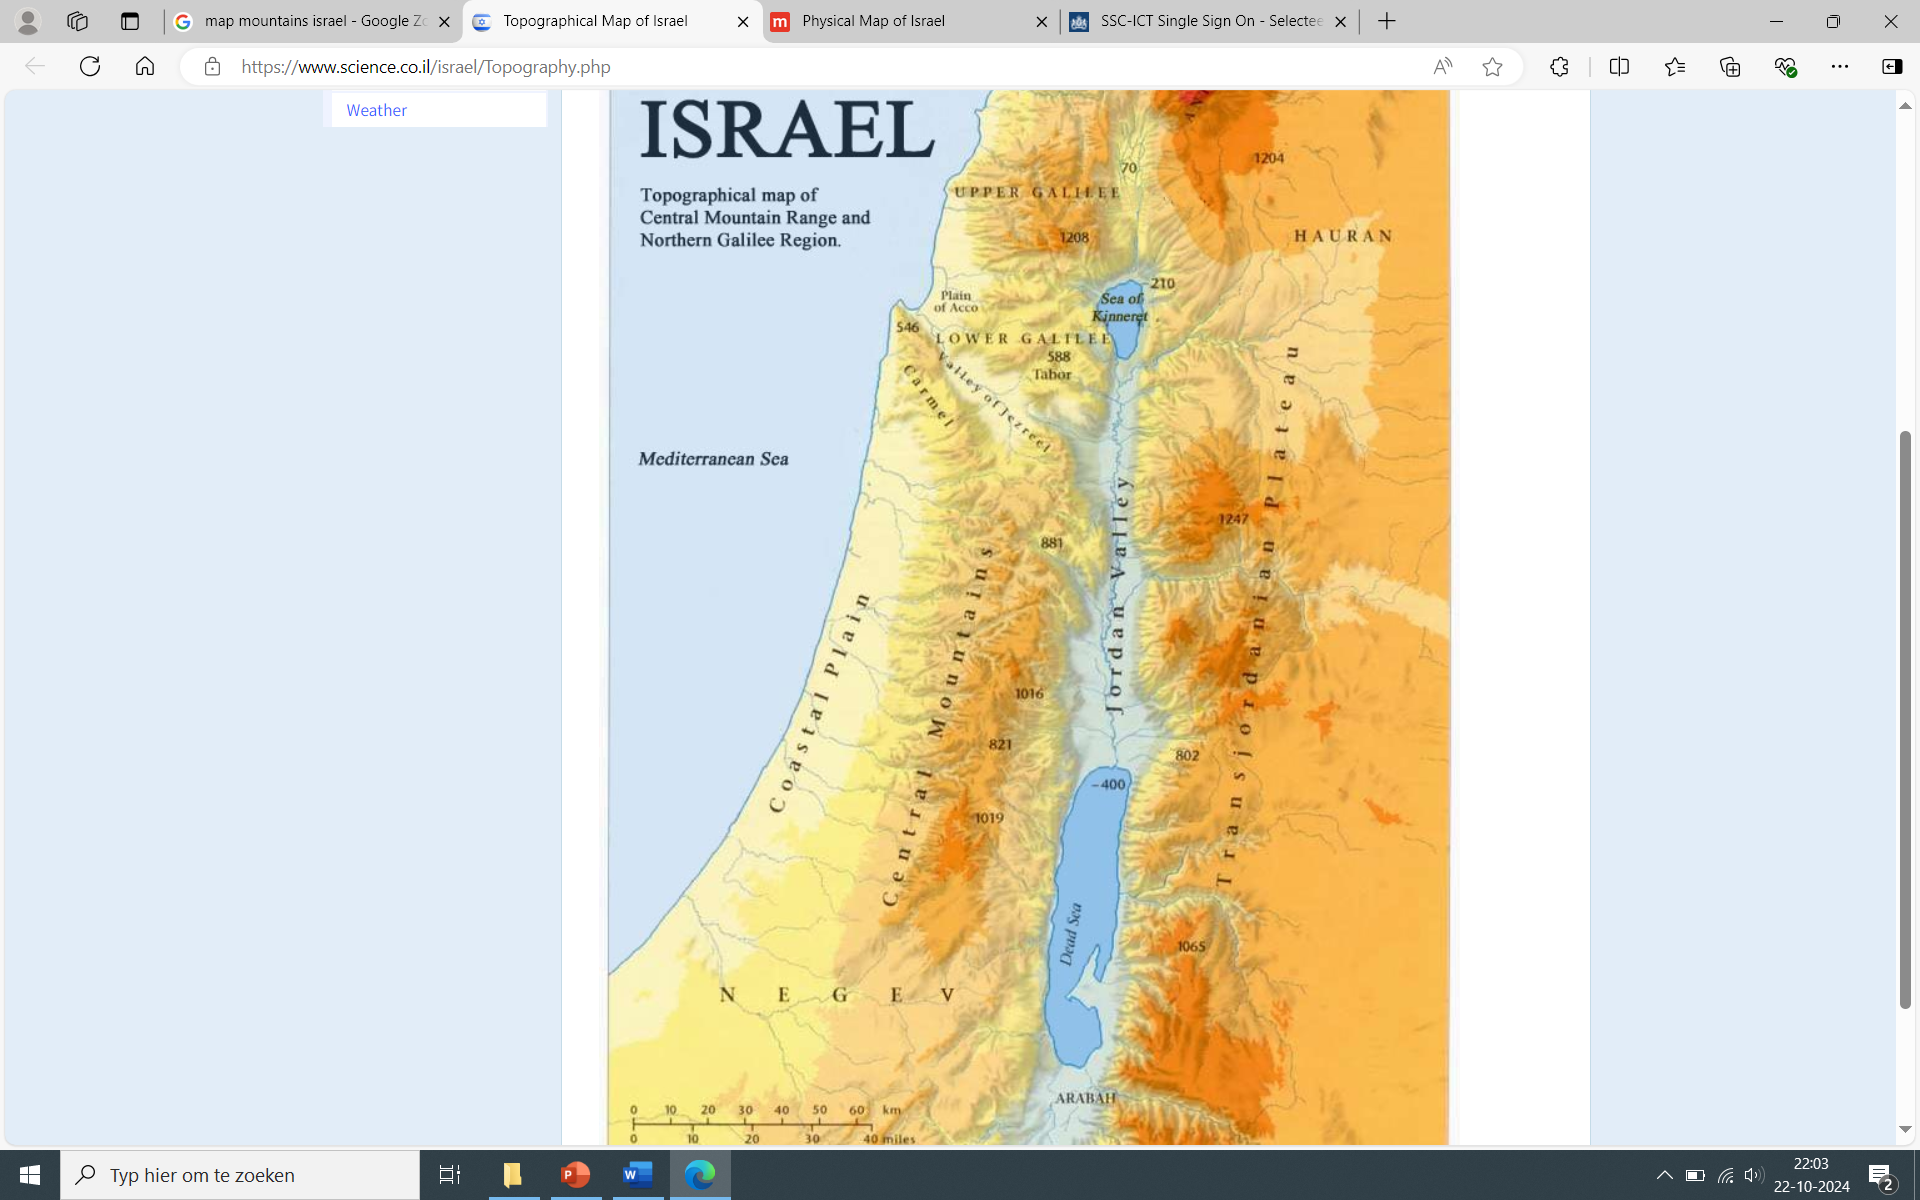 map mountains israel - Google Zo
Topographical Map of Israel
Physical Map of Israel
SSC-ICT Single Sign On - Selectee
https://www.science.co.il/israel/Topography.php
Weather
ISRAEL
Topographical map of
Central Mountain Range and
Northern Galilee Region.
1204
70
UPPER GALILEE
HAURAN
1208
210
Sea of
Kinneret
Plain
of Acco
546
LOWER GALILEE
588
Tabor
Carmel
Valley of Jezreel
Mediterranean Sea
1247
881
Jordan Valley
Transjordanian Plateau
Central Mountains
Coastal Plain
1016
821
802
-400
1019
Dead Sea
1065
NEGEV
ARABAH
0 10 20 30 40 50 60 km
0 10 20 30 40 miles
Typ hier om te zoeken
22:03
22-10-2024
2